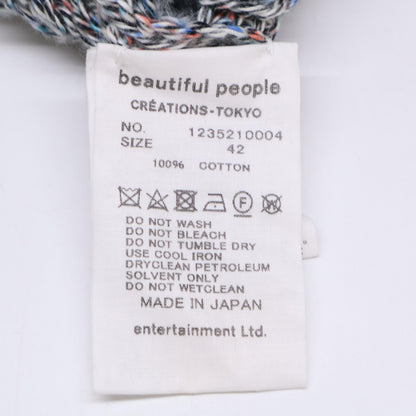 beautiful people
CRÉATIONS-TOKYO
NO. 1235210004
SIZE 42
100% COTTON
F W
DO NOT WASH
DO NOT BLEACH
DO NOT TUMBLE DRY
USE COOL IRON
DRYCLEAN PETROLEUM
SOLVENT ONLY
DO NOT WETCLEAN
MADE IN JAPAN
entertainment Ltd.